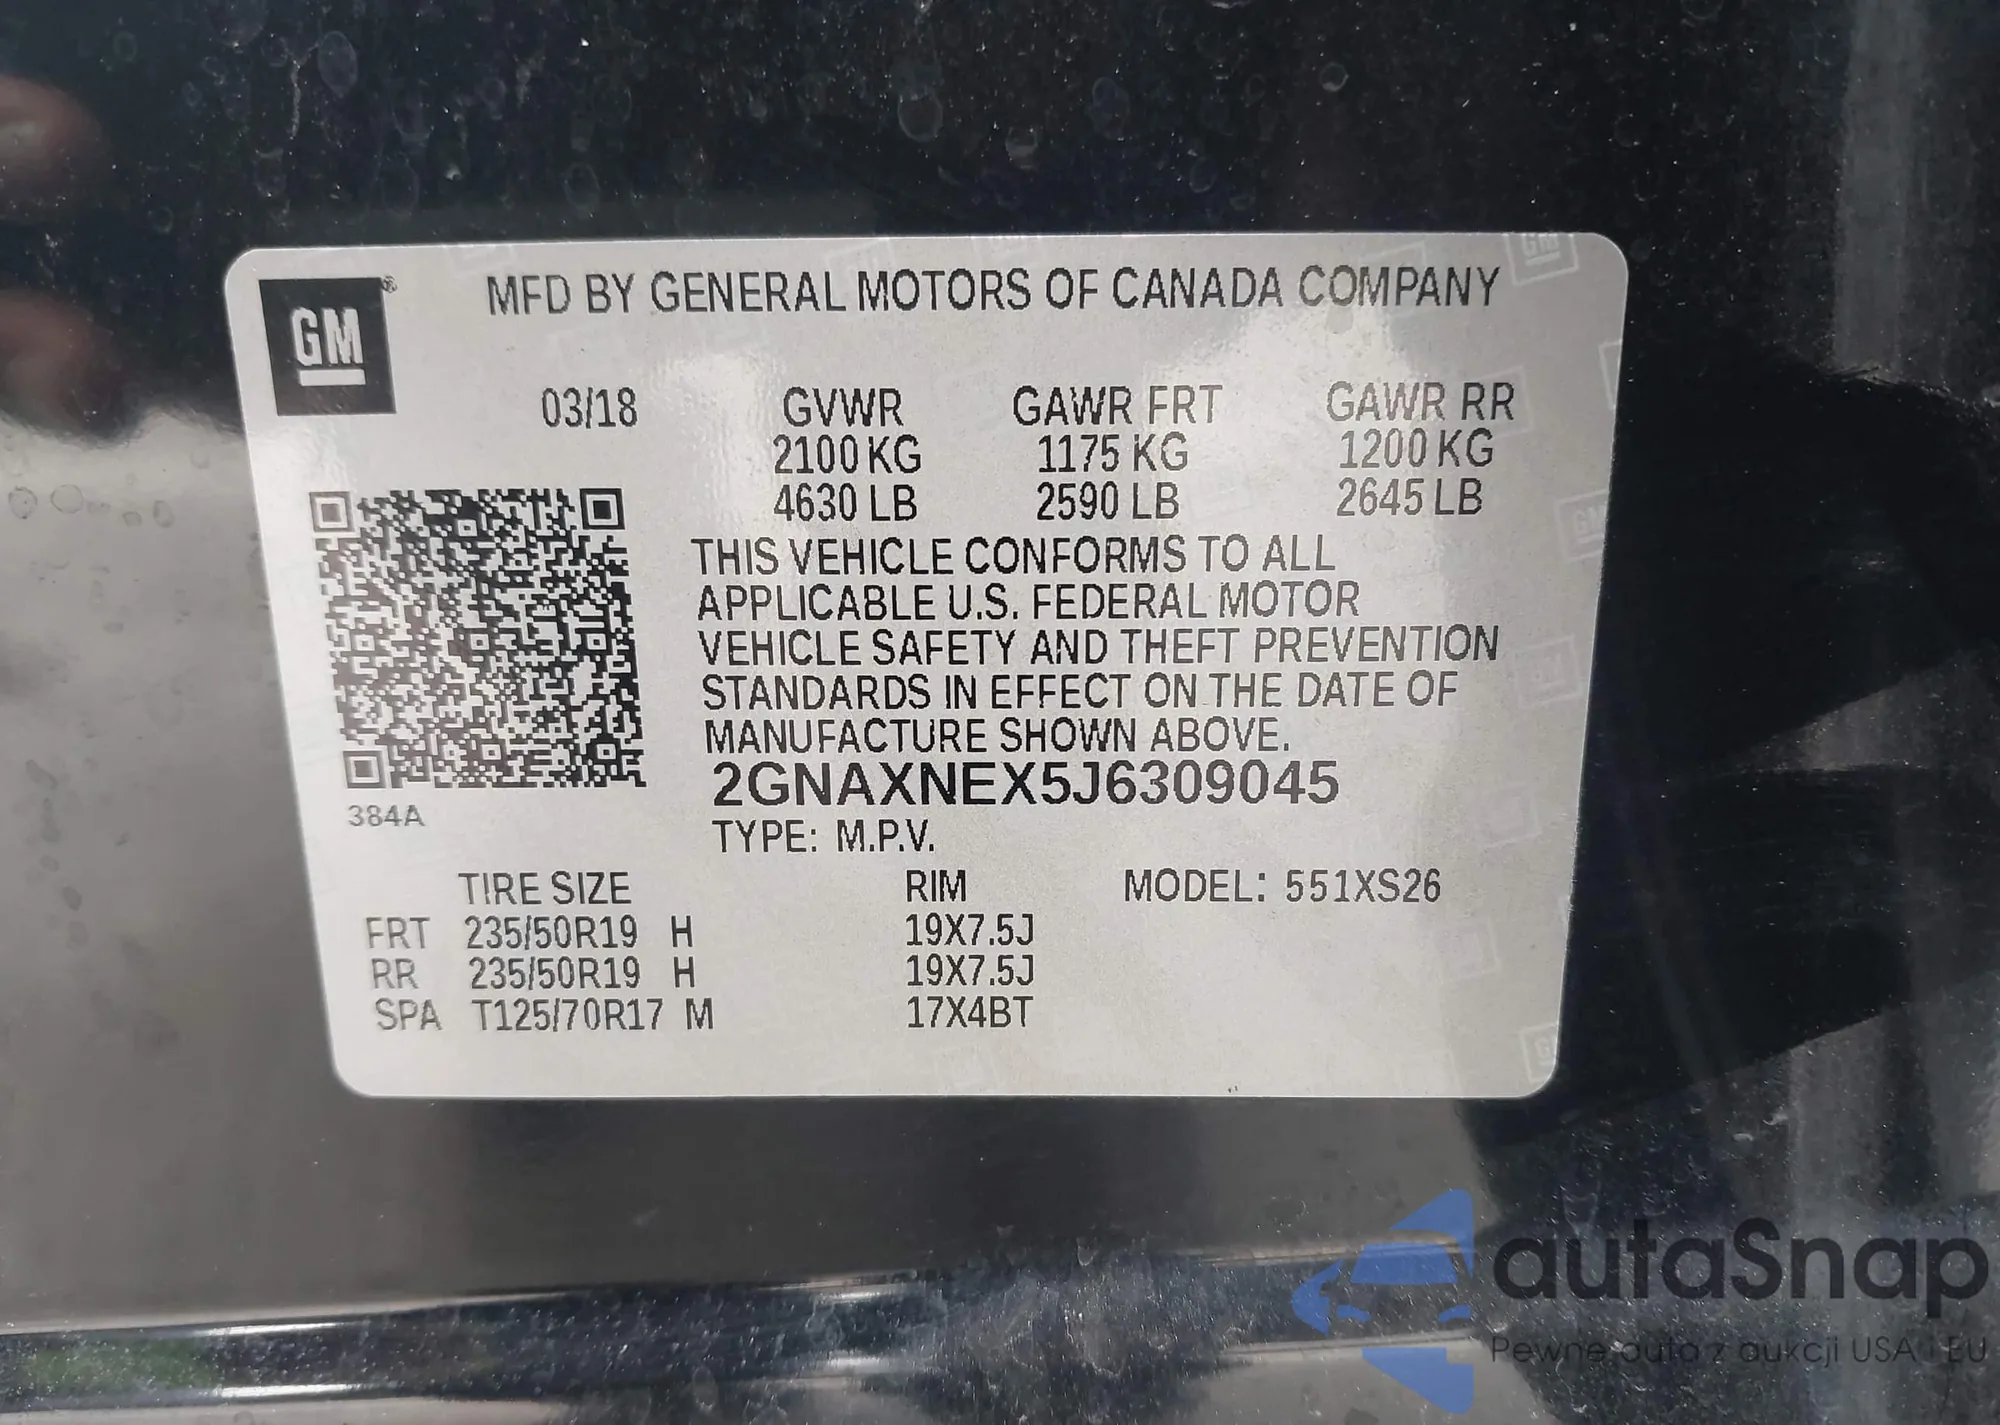 GM®
MFD BY GENERAL MOTORS OF CANADA COMPANY
03/18 GVWR GAWR FRT GAWR RR
2100 KG 1175 KG 1200 KG
4630 LB 2590 LB 2645 LB
THIS VEHICLE CONFORMS TO ALL
APPLICABLE U.S. FEDERAL MOTOR
VEHICLE SAFETY AND THEFT PREVENTION
STANDARDS IN EFFECT ON THE DATE OF
MANUFACTURE SHOWN ABOVE.
2GNAXNEX5J6309045
384A
TYPE: M.P.V.
TIRE SIZE RIM MODEL: 551XS26
FRT 235/50R19 H 19X7.5J
RR 235/50R19 H 19X7.5J
SPA T125/70R17 M 17X4BT
autaSnap
Pewne auta z aukcji USA i EU